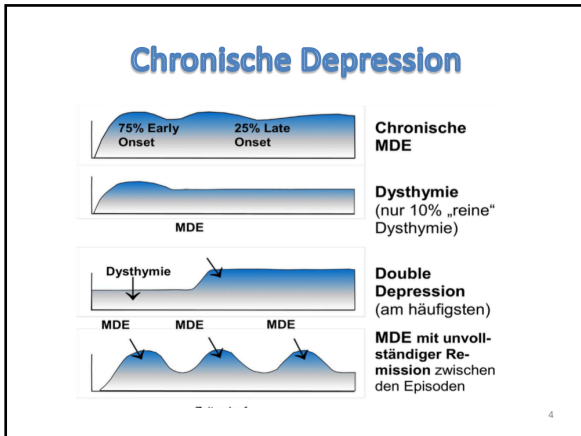 Chronische Depression
75% Early
Onset
25% Late
Onset
Chronische
MDE
MDE
Dysthymie
(nur 10% „reine“
Dysthymie)
Dysthymie
Double
Depression
(am häufigsten)
MDE MDE MDE
MDE mit unvoll-
ständiger Re-
mission zwischen
den Episoden
4